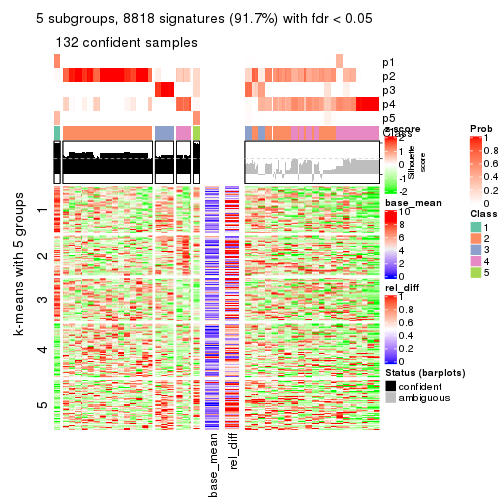 5 subgroups, 8818 signatures (91.7%) with fdr < 0.05
132 confident samples
p1
p2
p3
p4
p5
Class
Silhouette
score
k-means with 5 groups
1
2
3
4
5
base_mean
rel_diff
z-score
2
1
0
-1
-2
base_mean
10
8
6
4
2
0
rel_diff
1
0.8
0.6
0.4
0.2
0
Status (barplots)
confident
ambiguous
Prob
1
0.8
0.6
0.4
0.2
0
Class
1
2
3
4
5